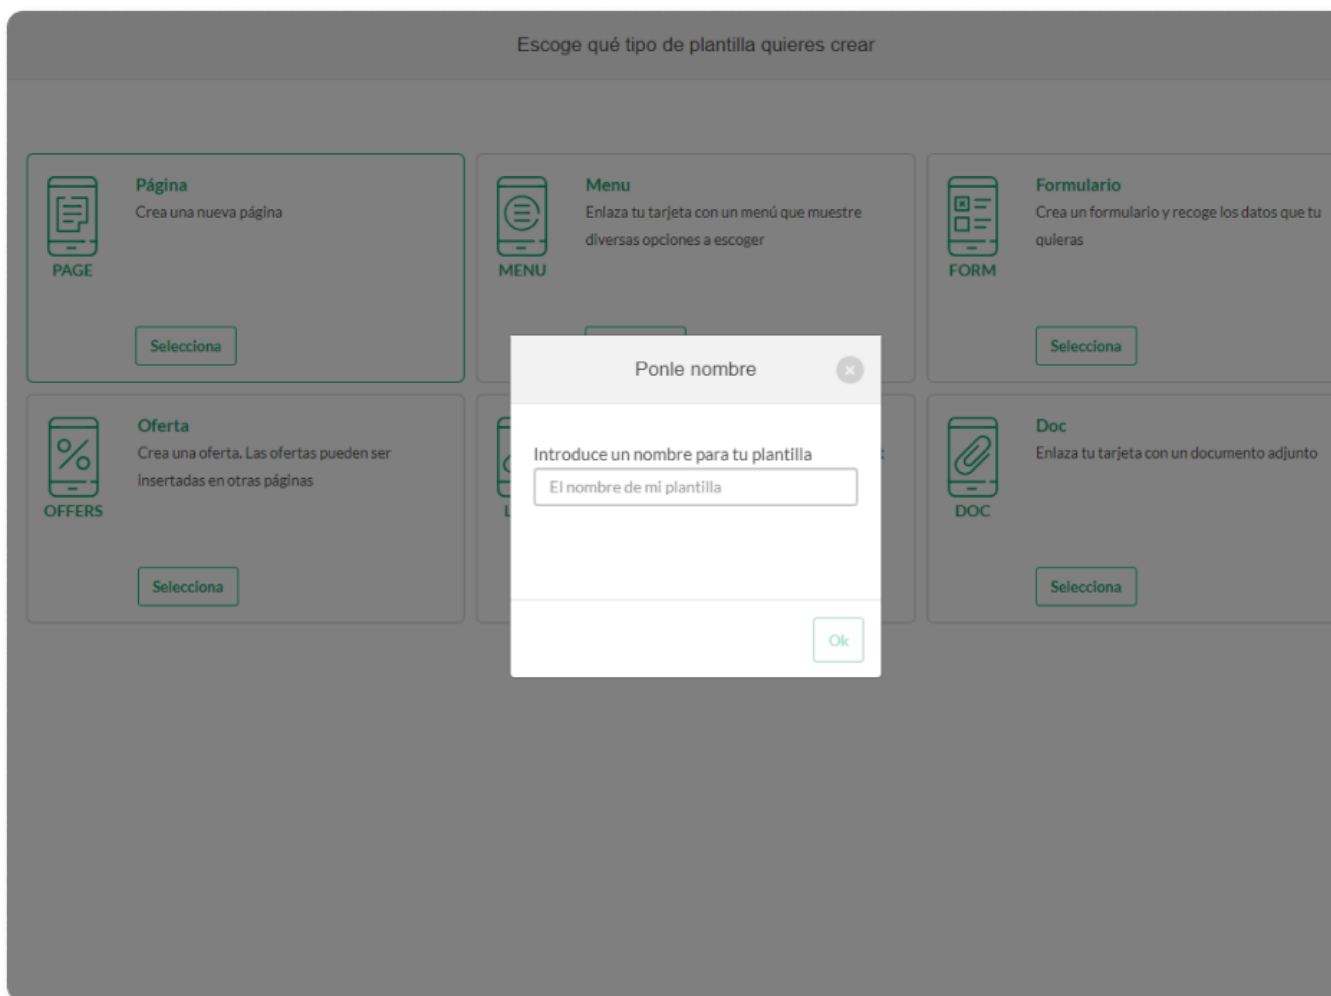 Escoge qué tipo de plantilla quieres crear
Página
Crea una nueva página
PAGE
Selecciona
Menu
Enlaza tu tarjeta con un menú que muestre
diversas opciones a escoger
MENU
Formulario
Crea un formulario y recoge los datos que tu
quieras
FORM
Selecciona
Oferta
Crea una oferta. Las ofertas pueden ser
insertadas en otras páginas
OFFERS
Selecciona
Doc
Enlaza tu tarjeta con un documento adjunto
DOC
Selecciona
Ponle nombre
Introduce un nombre para tu plantilla
El nombre de mi plantilla
Ok